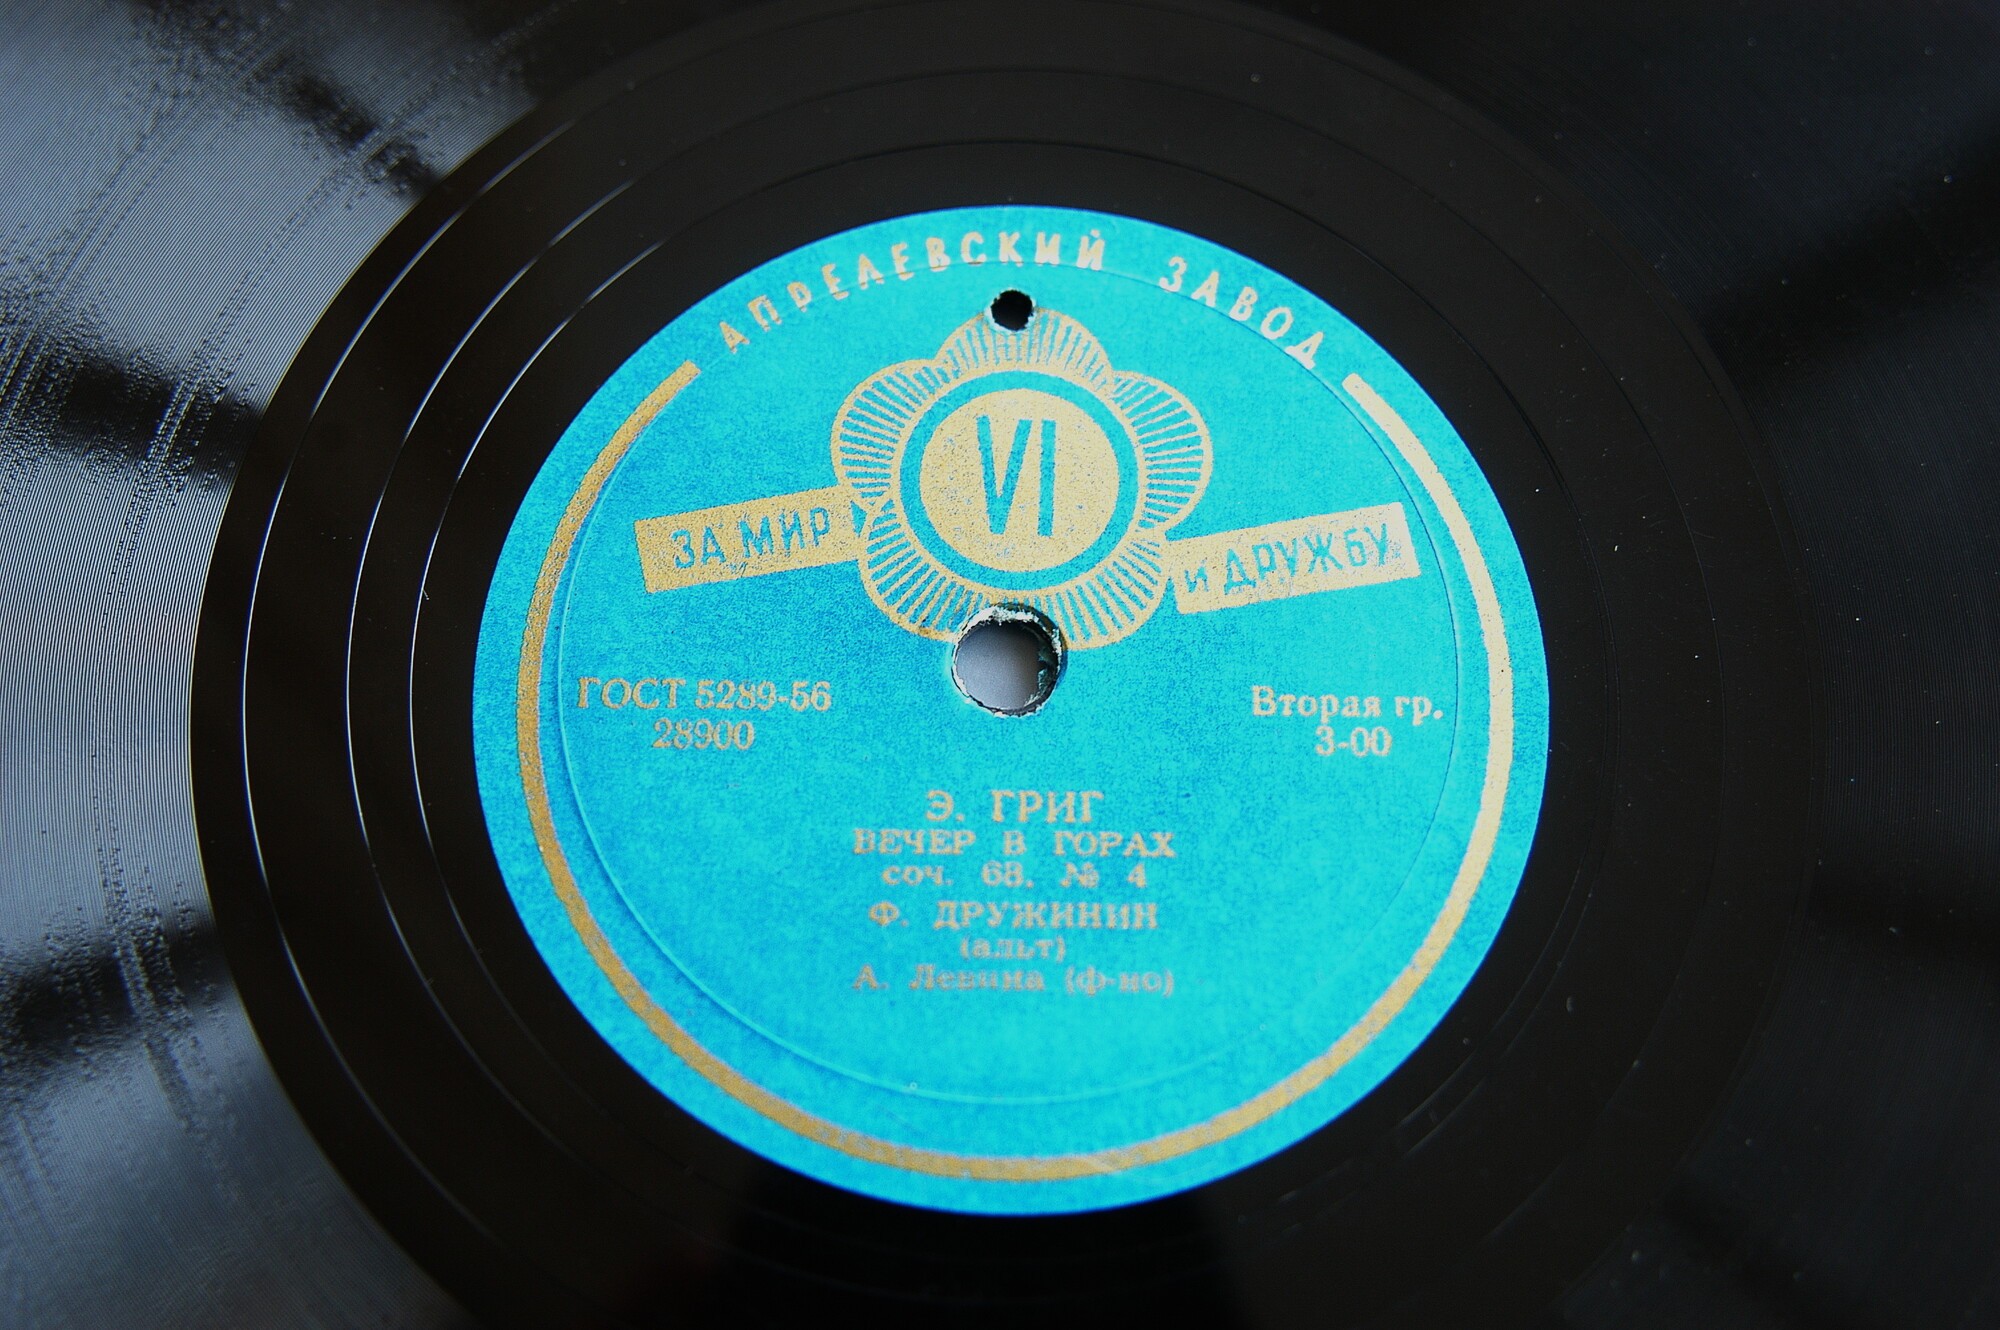 АПРЕЛЕВСКИЙ ЗАВОД
VI
ЗА МИР
И ДРУЖБУ
ГОСТ 5289-56
28900
Вторая гр.
3-00
Э. ГРИГ
ВЕЧЕР В ГОРАХ
соч. 68, № 4
Ф. ДРУЖИНИН
(альт)
А. Левина (ф-но)